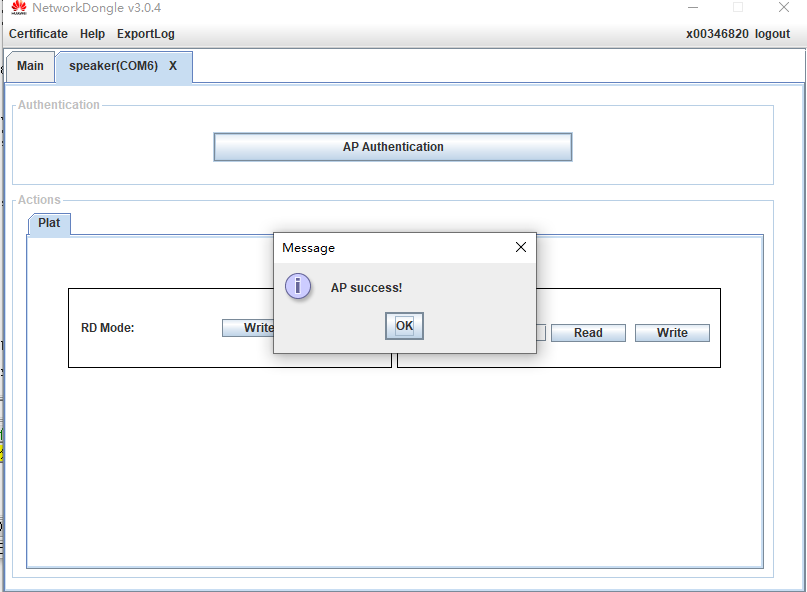 NetworkDongle v3.0.4
Certificate Help ExportLog x00346820 logout
Main speaker(COM6) X
Authentication
AP Authentication
Actions
Plat
Message
AP success!
OK
RD Mode: Write Read Write